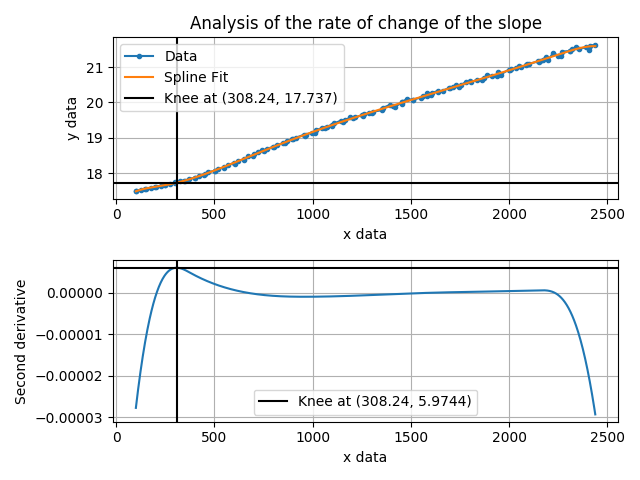 Analysis of the rate of change of the slope
Data
Spline Fit
Knee at (308.24, 17.737)
y data
21
20
19
18
0
500
1000
1500
2000
2500
x data
Second derivative
0.00000
−0.00001
−0.00002
−0.00003
Knee at (308.24, 5.9744)
0
500
1000
1500
2000
2500
x data